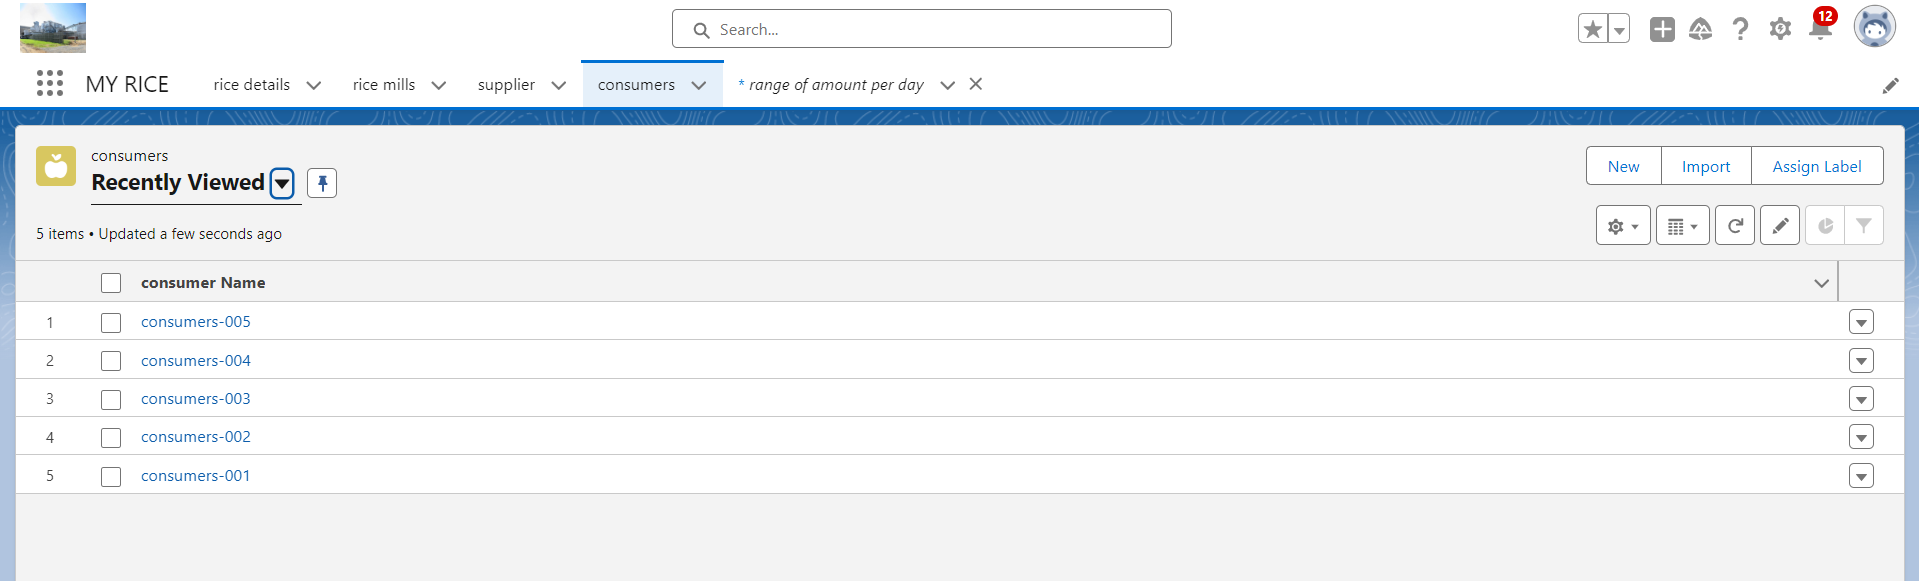 Search...
12
MY RICE
rice details
rice mills
supplier
consumers
* range of amount per day
consumers
Recently Viewed
New
Import
Assign Label
5 items • Updated a few seconds ago
consumer Name
1 consumers-005
2 consumers-004
3 consumers-003
4 consumers-002
5 consumers-001